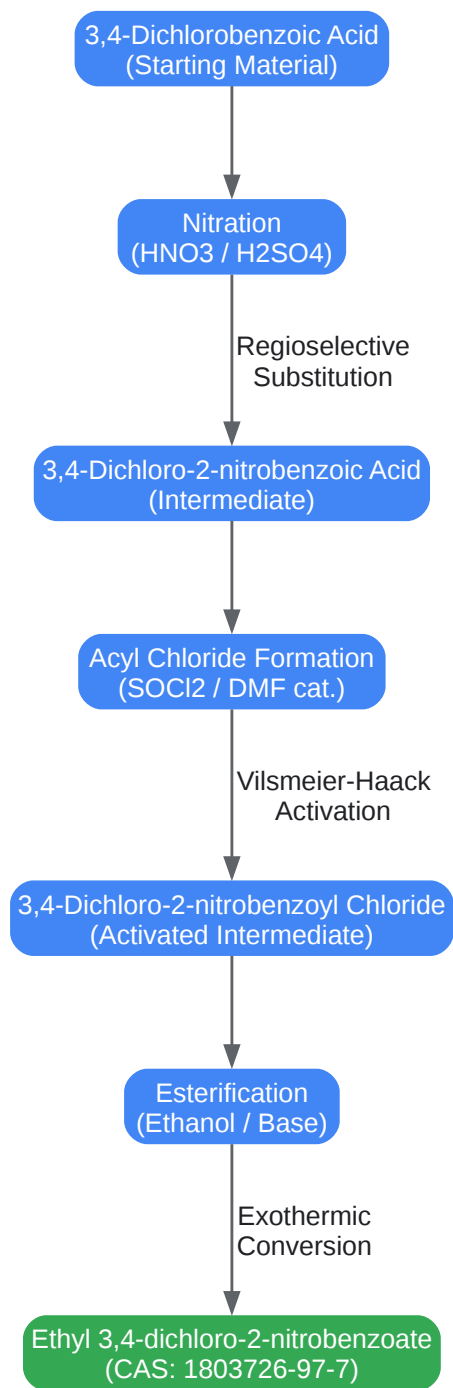 3,4-Dichlorobenzoic Acid
(Starting Material)
Nitration
(HNO3 / H2SO4)
Regioselective
Substitution
3,4-Dichloro-2-nitrobenzoic Acid
(Intermediate)
Acyl Chloride Formation
(SOCl2 / DMF cat.)
Vilsmeier-Haack
Activation
3,4-Dichloro-2-nitrobenzoyl Chloride
(Activated Intermediate)
Esterification
(Ethanol / Base)
Exothermic
Conversion
Ethyl 3,4-dichloro-2-nitrobenzoate
(CAS: 1803726-97-7)